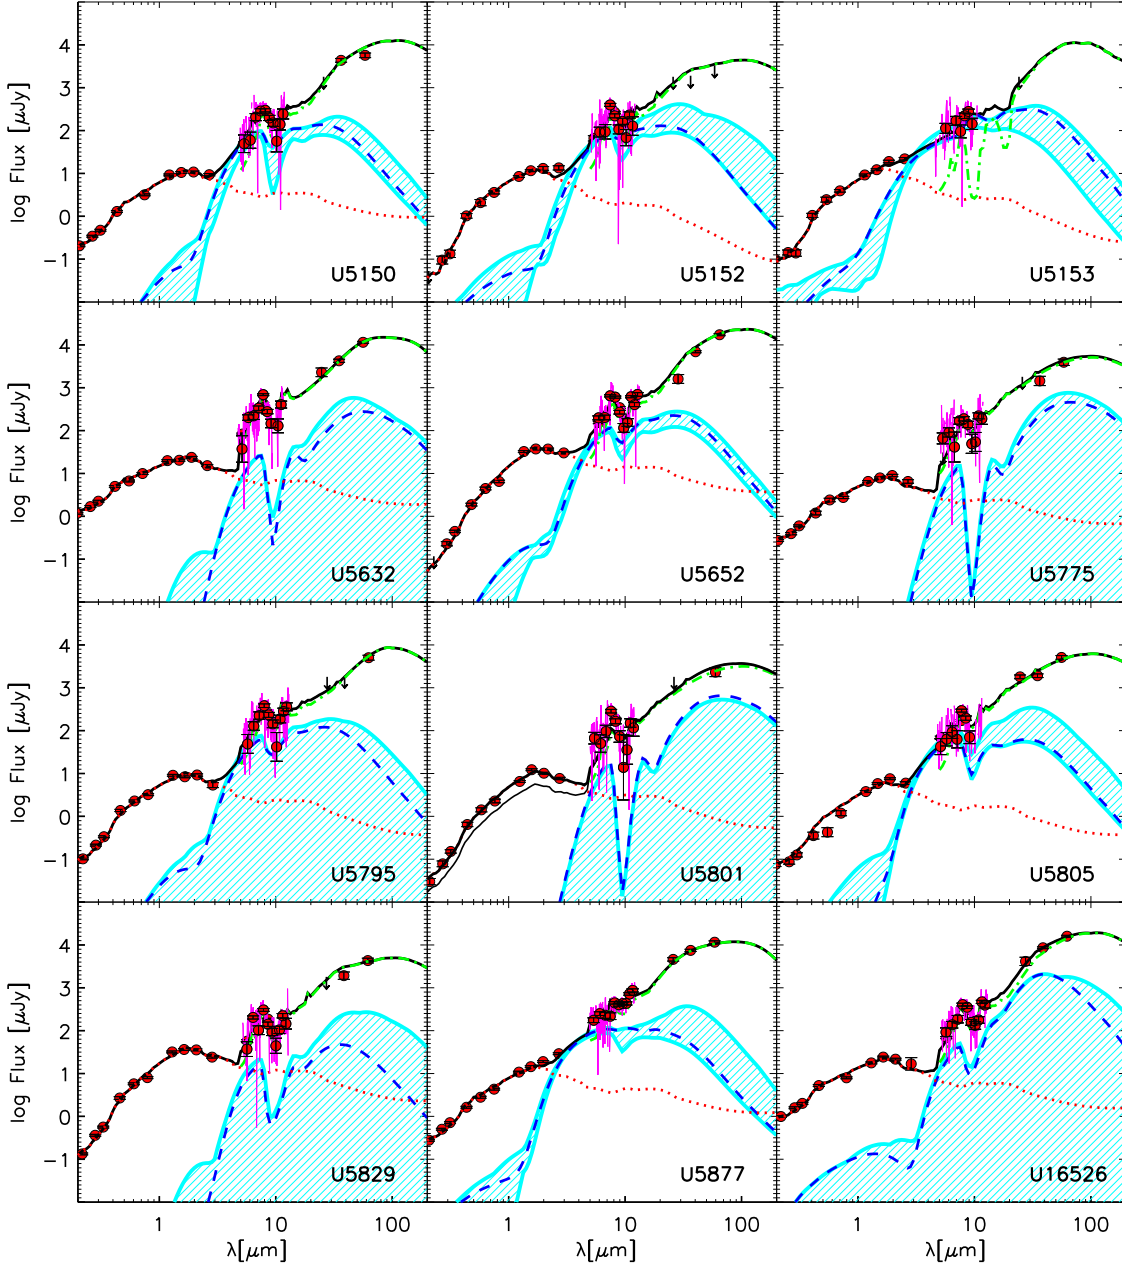 4
3
2
1
0
−1
log Flux [μJy]
U5150
U5152
U5153
4
3
2
1
0
−1
log Flux [μJy]
U5632
U5652
U5775
4
3
2
1
0
−1
log Flux [μJy]
U5795
U5801
U5805
4
3
2
1
0
−1
log Flux [μJy]
U5829
U5877
U16526
1 10 100 1 10 100 1 10 100
λ[μm] λ[μm] λ[μm]